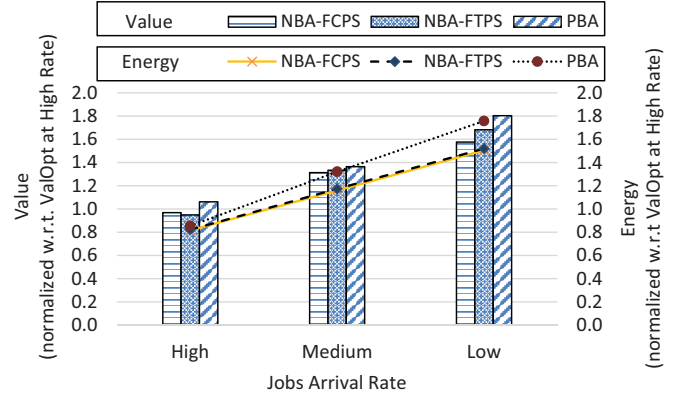 Value NBA-FCPS NBA-FTPS PBA
Energy NBA-FCPS NBA-FTPS PBA
Value
(normalized w.r.t. ValOpt at High Rate)
2.0 2.0
1.8 1.8
1.6 1.6
1.4 1.4
1.2 1.2
1.0 1.0
0.8 0.8
0.6 0.6
0.4 0.4
0.2 0.2
0.0 0.0
Energy
(normalized w.r.t ValOpt at High Rate)
High Medium Low
Jobs Arrival Rate